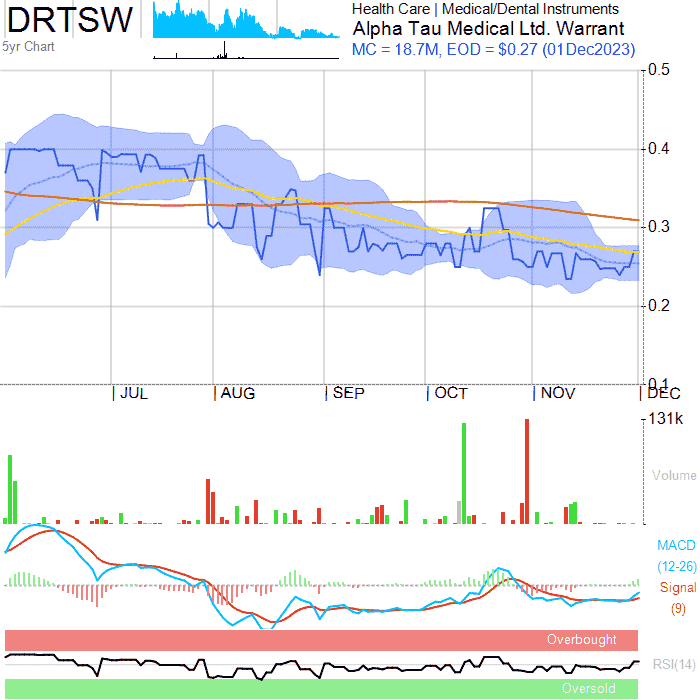 DRTSW
5yr Chart
Health Care | Medical/Dental Instruments
Alpha Tau Medical Ltd. Warrant
MC = 18.7M, EOD = $0.27 (01Dec2023)
0.5
0.4
0.3
0.2
0.1
JUL AUG SEP OCT NOV DEC
131k
Volume
MACD
(12-26)
Signal
(9)
Overbought
RSI(14)
Oversold